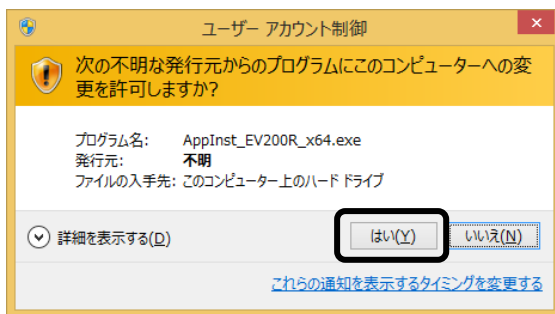 ユーザー アカウント制御
次の不明な発行元からのプログラムにこのコンピューターへの変
更を許可しますか?
プログラム名: AppInst_EV200R_x64.exe
発行元: 不明
ファイルの入手先: このコンピューター上のハード ドライブ
詳細を表示する(D)
はい(Y)
いいえ(N)
これらの通知を表示するタイミングを変更する